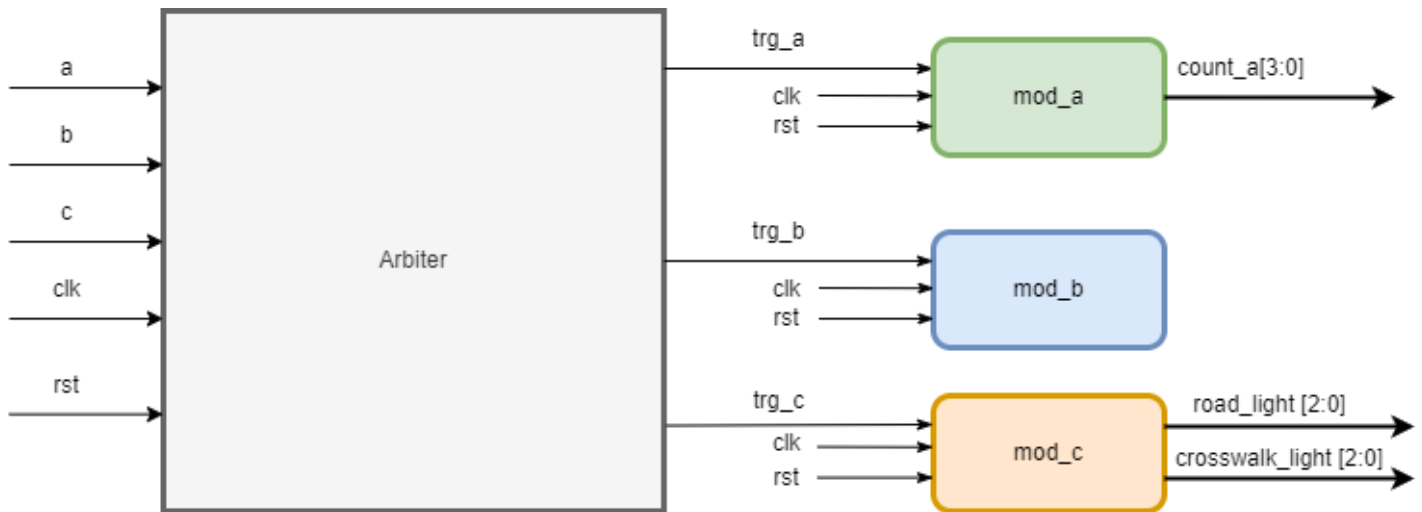 a
b
c
clk
rst
Arbiter
trg_a
clk
rst
mod_a
count_a[3:0]
trg_b
clk
rst
mod_b
trg_c
clk
rst
mod_c
road_light [2:0]
crosswalk_light [2:0]